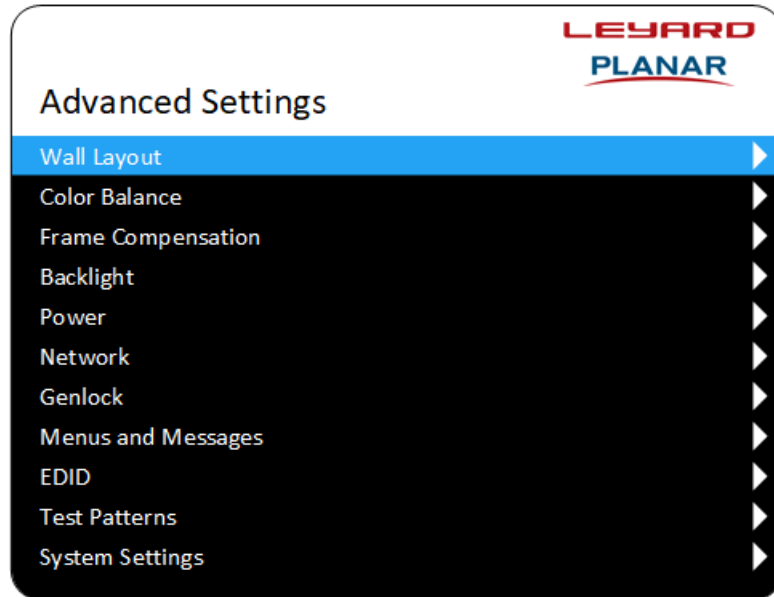 LEYARD
PLANAR
Advanced Settings
Wall Layout
Color Balance
Frame Compensation
Backlight
Power
Network
Genlock
Menus and Messages
EDID
Test Patterns
System Settings